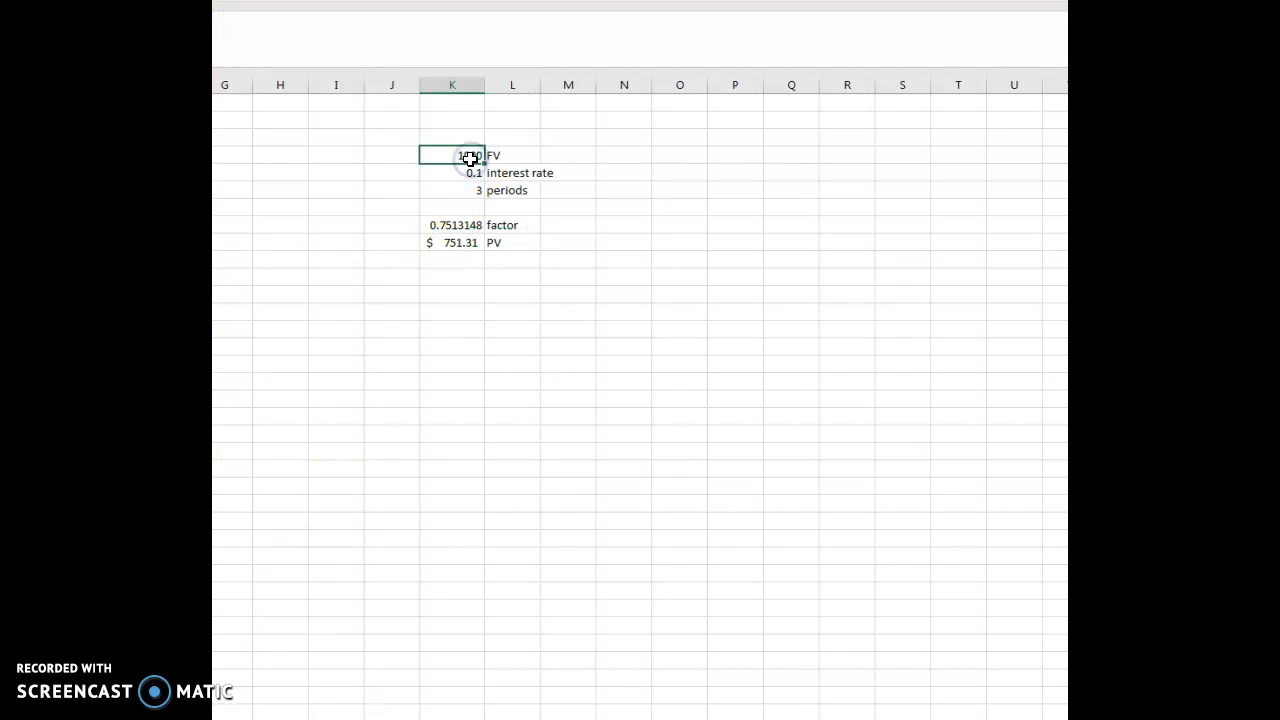 G H I J K L M N O P Q R S T U
FV
0.1 interest rate
3 periods
0.7513148 factor
$ 751.31 PV
RECORDED WITH
SCREENCAST MATIC